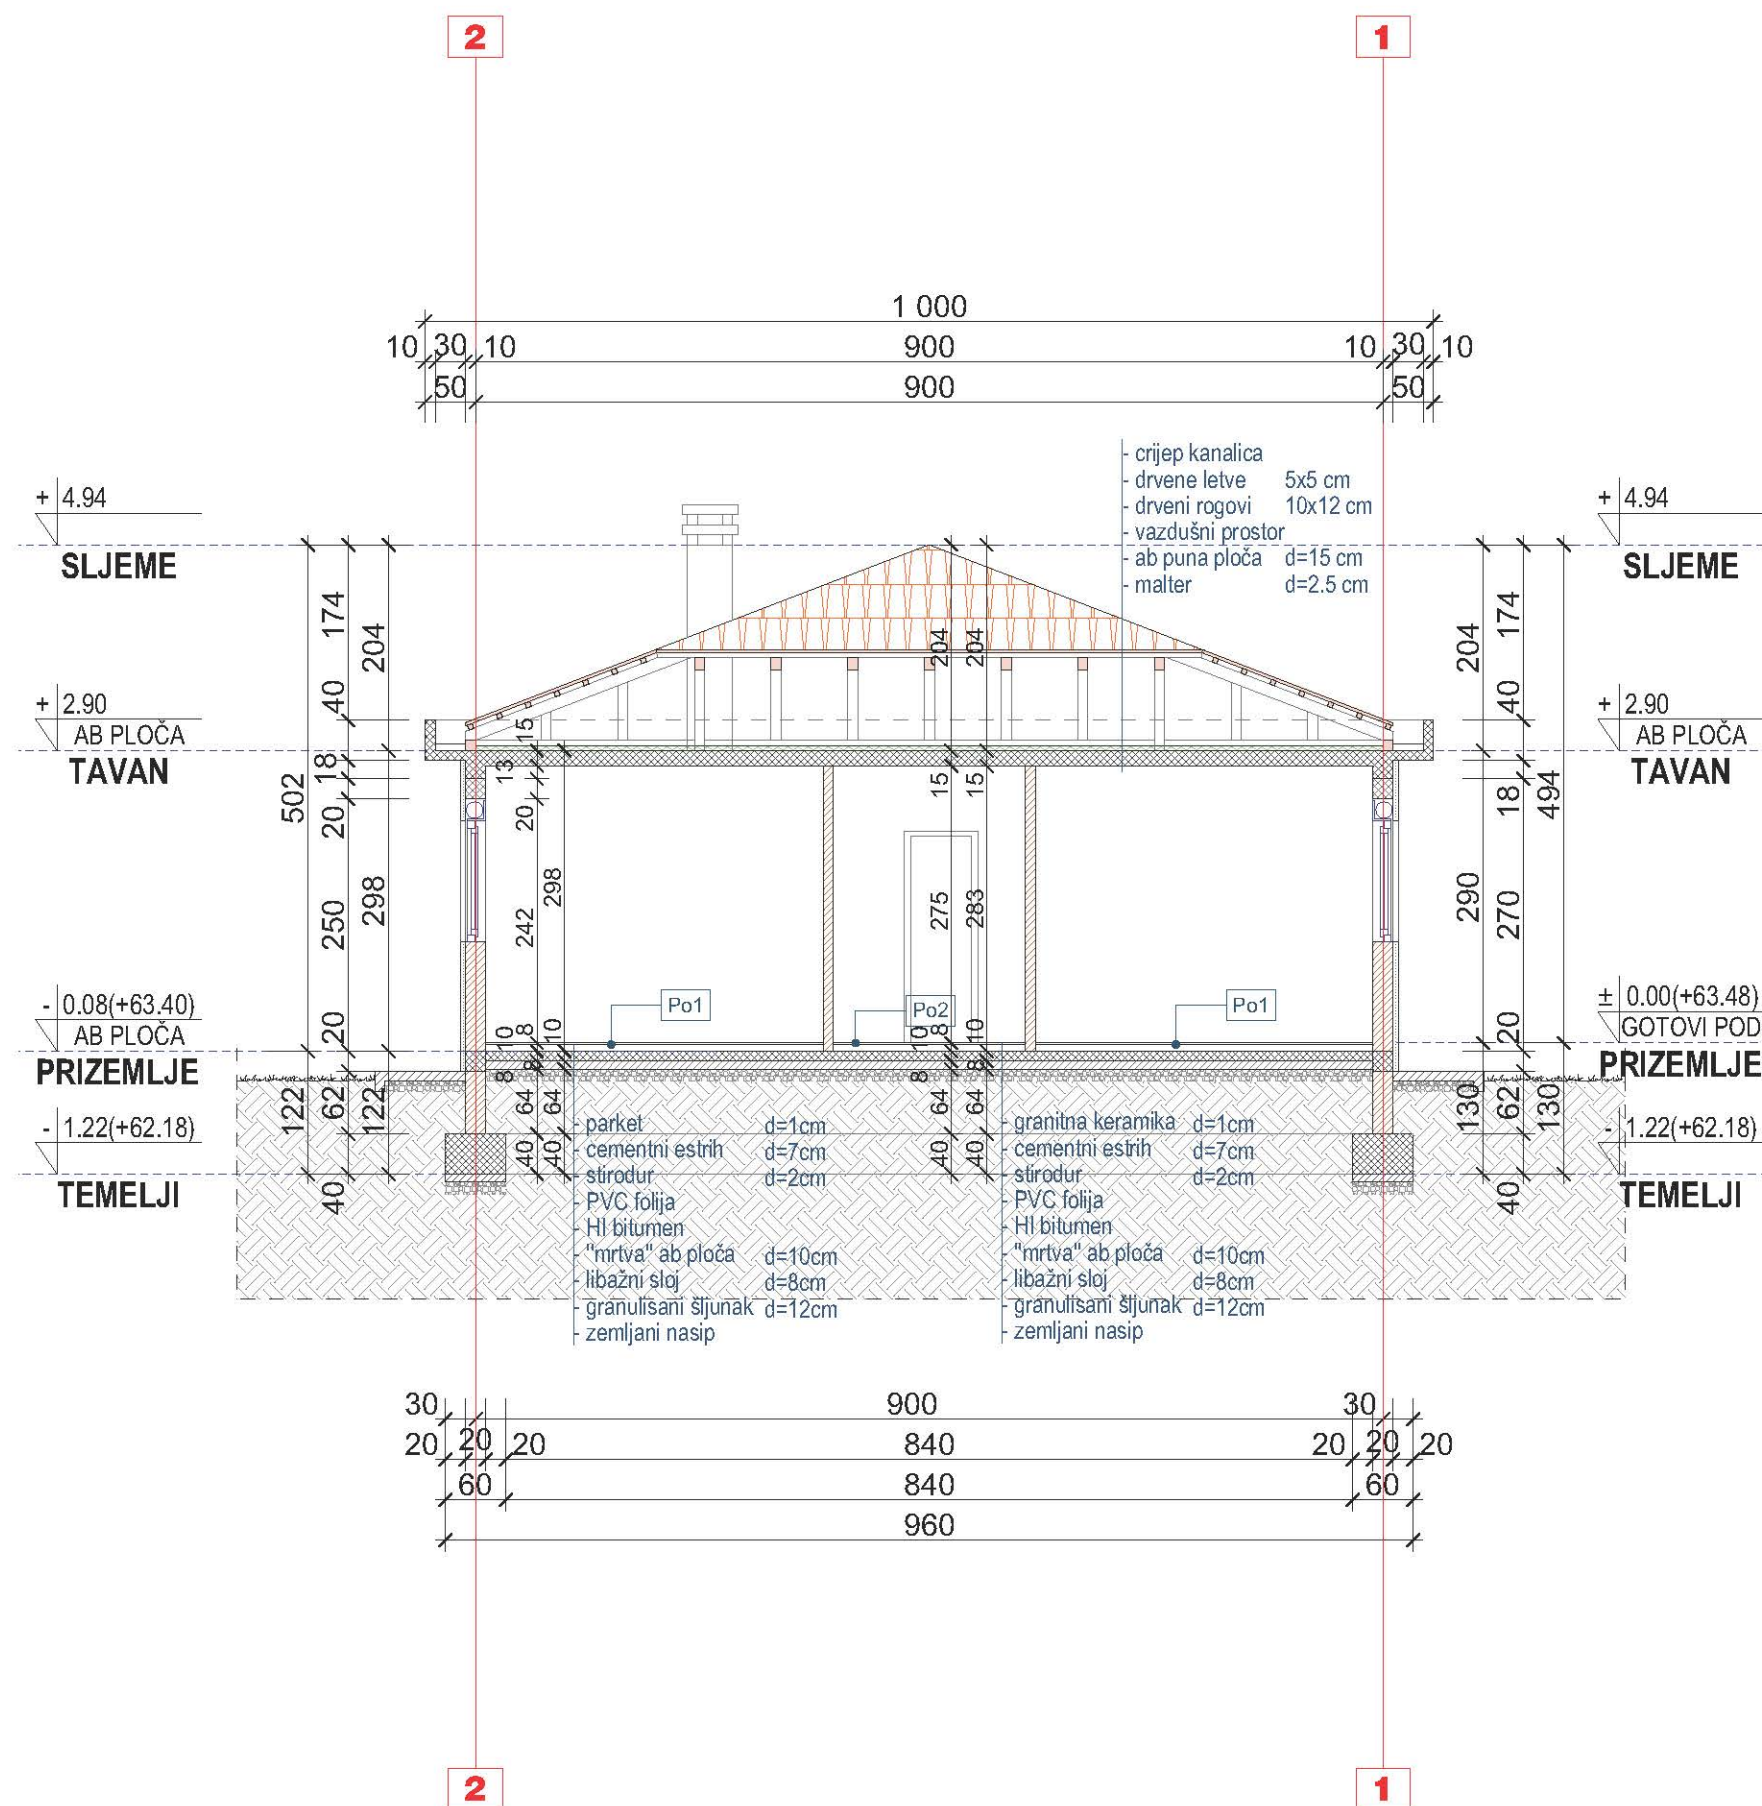 2 1
1 000
10 30 10 900 10 30 10
50 900 50
- crijep kanalica
- drvene letve 5x5 cm
- drveni rogovi 10x12 cm
- vazdušni prostor
- ab puna ploča d=15 cm
- malter d=2.5 cm
+ 4.94
SLJEME
+ 2.90
AB PLOČA
TAVAN
- 0.08(+63.40)
AB PLOČA
PRIZEMLJE
- 1.22(+62.18)
TEMELJI
502 122
174 40 18 20 250 20 62 40
204 298 122
15 13 20 242 10 8 8 64 40
298 10 64 40
204 15 275 10 8 8 64 40
204 15 283 10 8 64 40
204 290 130
174 40 18 270 20 62 40
494 130
+ 4.94
SLJEME
+ 2.90
AB PLOČA
TAVAN
± 0.00(+63.48)
GOTOVI POD
PRIZEMLJE
- 1.22(+62.18)
TEMELJI
Po1 Po2 Po1
- parket d=1cm
- cementni estrih d=7cm
- stirodur d=2cm
- PVC folija
- HI bitumen
- "mrtva" ab ploča d=10cm
- libažni sloj d=8cm
- granulisani šljunak d=12cm
- zemljani nasip
- granitna keramika d=1cm
- cementni estrih d=7cm
- stirodur d=2cm
- PVC folija
- HI bitumen
- "mrtva" ab ploča d=10cm
- libažni sloj d=8cm
- granulisani šljunak d=12cm
- zemljani nasip
30 900 30
20 20 20 840 20 20 20
60 840 60
960
2 1